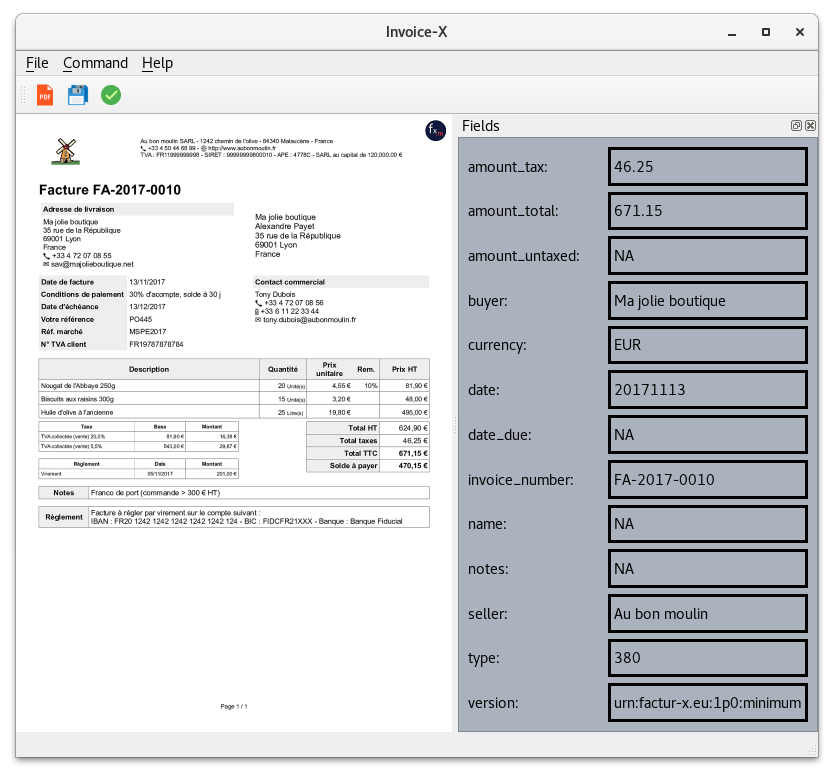 Invoice-X
File Command Help
PDF
Au bon moulin SARL - 1242 chemin de l'olive - 84340 Malaucène - France
+33 4 50 44 68 99 - http://www.aubonmoulin.fr
TVA : FR11999999998 - SIRET : 99999999800010 - APE : 4778C - SARL au capital de 120,000.00 €
Facture FA-2017-0010
Adresse de livraison
Ma jolie boutique
35 rue de la République
69001 Lyon
France
+33 4 72 07 08 55
sav@majolieboutique.net
Ma jolie boutique
Alexandre Payet
35 rue de la République
69001 Lyon
France
Date de facture 13/11/2017
Conditions de paiement 30% d'acompte, solde à 30 j
Date d'échéance 13/12/2017
Votre référence PO445
Réf. marché MSPE2017
N° TVA client FR19787878784
Contact commercial
Tony Dubois
+33 4 72 07 08 56
+33 6 11 22 33 44
tony.dubois@aubonmoulin.fr
Description Quantité Prix unitaire Rem. Prix HT
Nougat de l'Abbaye 250g 20 Unité(s) 4,55 € 10% 81,90 €
Biscuits aux raisins 300g 15 Unité(s) 3,20 € 48,00 €
Huile d'olive à l'ancienne 25 Litre(s) 19,80 € 495,00 €
Taxe Base Montant
TVA collectée (vente) 20,0% 81,90 € 16,38 €
TVA collectée (vente) 5,5% 543,00 € 29,87 €
Total HT 624,90 €
Total taxes 46,25 €
Total TTC 671,15 €
Solde à payer 470,15 €
Règlement Date Montant
Virement 05/11/2017 201,00 €
Notes Franco de port (commande > 300 € HT)
Règlement Facture à régler par virement sur le compte suivant :
IBAN : FR20 1242 1242 1242 1242 1242 124 - BIC : FIDCFR21XXX - Banque : Banque Fiducial
Page 1 / 1
Fields
amount_tax: 46.25
amount_total: 671.15
amount_untaxed: NA
buyer: Ma jolie boutique
currency: EUR
date: 20171113
date_due: NA
invoice_number: FA-2017-0010
name: NA
notes: NA
seller: Au bon moulin
type: 380
version: urn:factur-x.eu:1p0:minimum